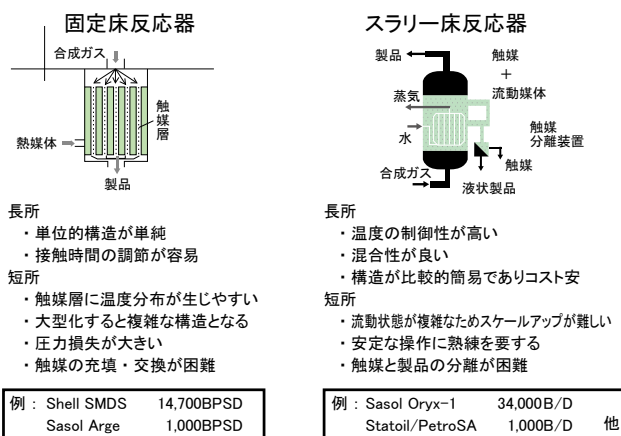 固定床反応器
合成ガス
触媒層
熱媒体
製品
長所
・単位的構造が単純
・接触時間の調節が容易
短所
・触媒層に温度分布が生じやすい
・大型化すると複雑な構造となる
・圧力損失が大きい
・触媒の充填・交換が困難
例： Shell SMDS 14,700BPSD
Sasol Arge 1,000BPSD
スラリー床反応器
製品
触媒
＋
流動媒体
蒸気
水
触媒
分離装置
触媒
合成ガス
液状製品
長所
・温度の制御性が高い
・混合性が良い
・構造が比較的簡易でありコスト安
短所
・流動状態が複雑なためスケールアップが難しい
・安定な操作に熟練を要する
・触媒と製品の分離が困難
例： Sasol Oryx-1 34,000B/D
Statoil/PetroSA 1,000B/D 他